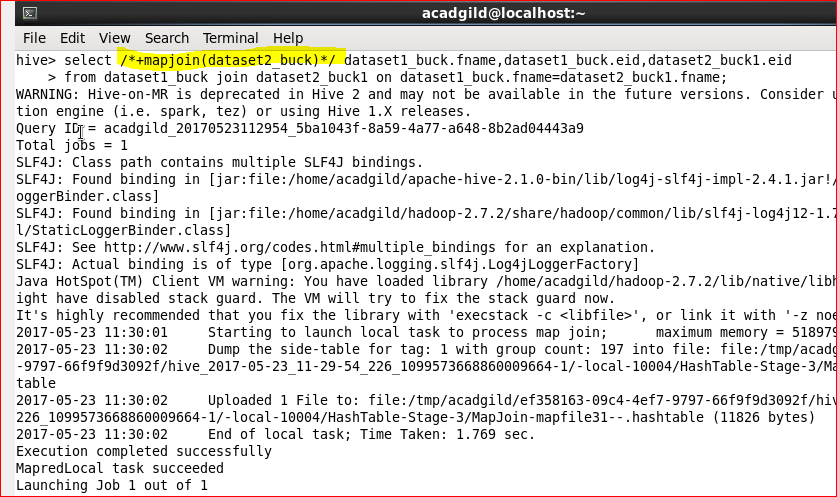 acadgild@localhost:~
File Edit View Search Terminal Help
hive> select /*+mapjoin(dataset2_buck)*/ dataset1_buck.fname,dataset1_buck.eid,dataset2_buck1.eid
    > from dataset1_buck join dataset2_buck1 on dataset1_buck.fname=dataset2_buck1.fname;
WARNING: Hive-on-MR is deprecated in Hive 2 and may not be available in the future versions. Consider u
tion engine (i.e. spark, tez) or using Hive 1.X releases.
Query ID = acadgild_20170523112954_5ba1043f-8a59-4a77-a648-8b2ad04443a9
Total jobs = 1
SLF4J: Class path contains multiple SLF4J bindings.
SLF4J: Found binding in [jar:file:/home/acadgild/apache-hive-2.1.0-bin/lib/log4j-slf4j-impl-2.4.1.jar!/
oggerBinder.class]
SLF4J: Found binding in [jar:file:/home/acadgild/hadoop-2.7.2/share/hadoop/common/lib/slf4j-log4j12-1.7
l/StaticLoggerBinder.class]
SLF4J: See http://www.slf4j.org/codes.html#multiple_bindings for an explanation.
SLF4J: Actual binding is of type [org.apache.logging.slf4j.Log4jLoggerFactory]
Java HotSpot(TM) Client VM warning: You have loaded library /home/acadgild/hadoop-2.7.2/lib/native/libh
ight have disabled stack guard. The VM will try to fix the stack guard now.
It's highly recommended that you fix the library with 'execstack -c <libfile>', or link it with '-z noe
2017-05-23 11:30:01     Starting to launch local task to process map join;      maximum memory = 518979
2017-05-23 11:30:02     Dump the side-table for tag: 1 with group count: 197 into file: file:/tmp/acadg
-9797-66f9f9d3092f/hive_2017-05-23_11-29-54_226_1099573668860009664-1/-local-10004/HashTable-Stage-3/Ma
table
2017-05-23 11:30:02     Uploaded 1 File to: file:/tmp/acadgild/ef358163-09c4-4ef7-9797-66f9f9d3092f/hiv
226_1099573668860009664-1/-local-10004/HashTable-Stage-3/MapJoin-mapfile31--.hashtable (11826 bytes)
2017-05-23 11:30:02     End of local task; Time Taken: 1.769 sec.
Execution completed successfully
MapredLocal task succeeded
Launching Job 1 out of 1